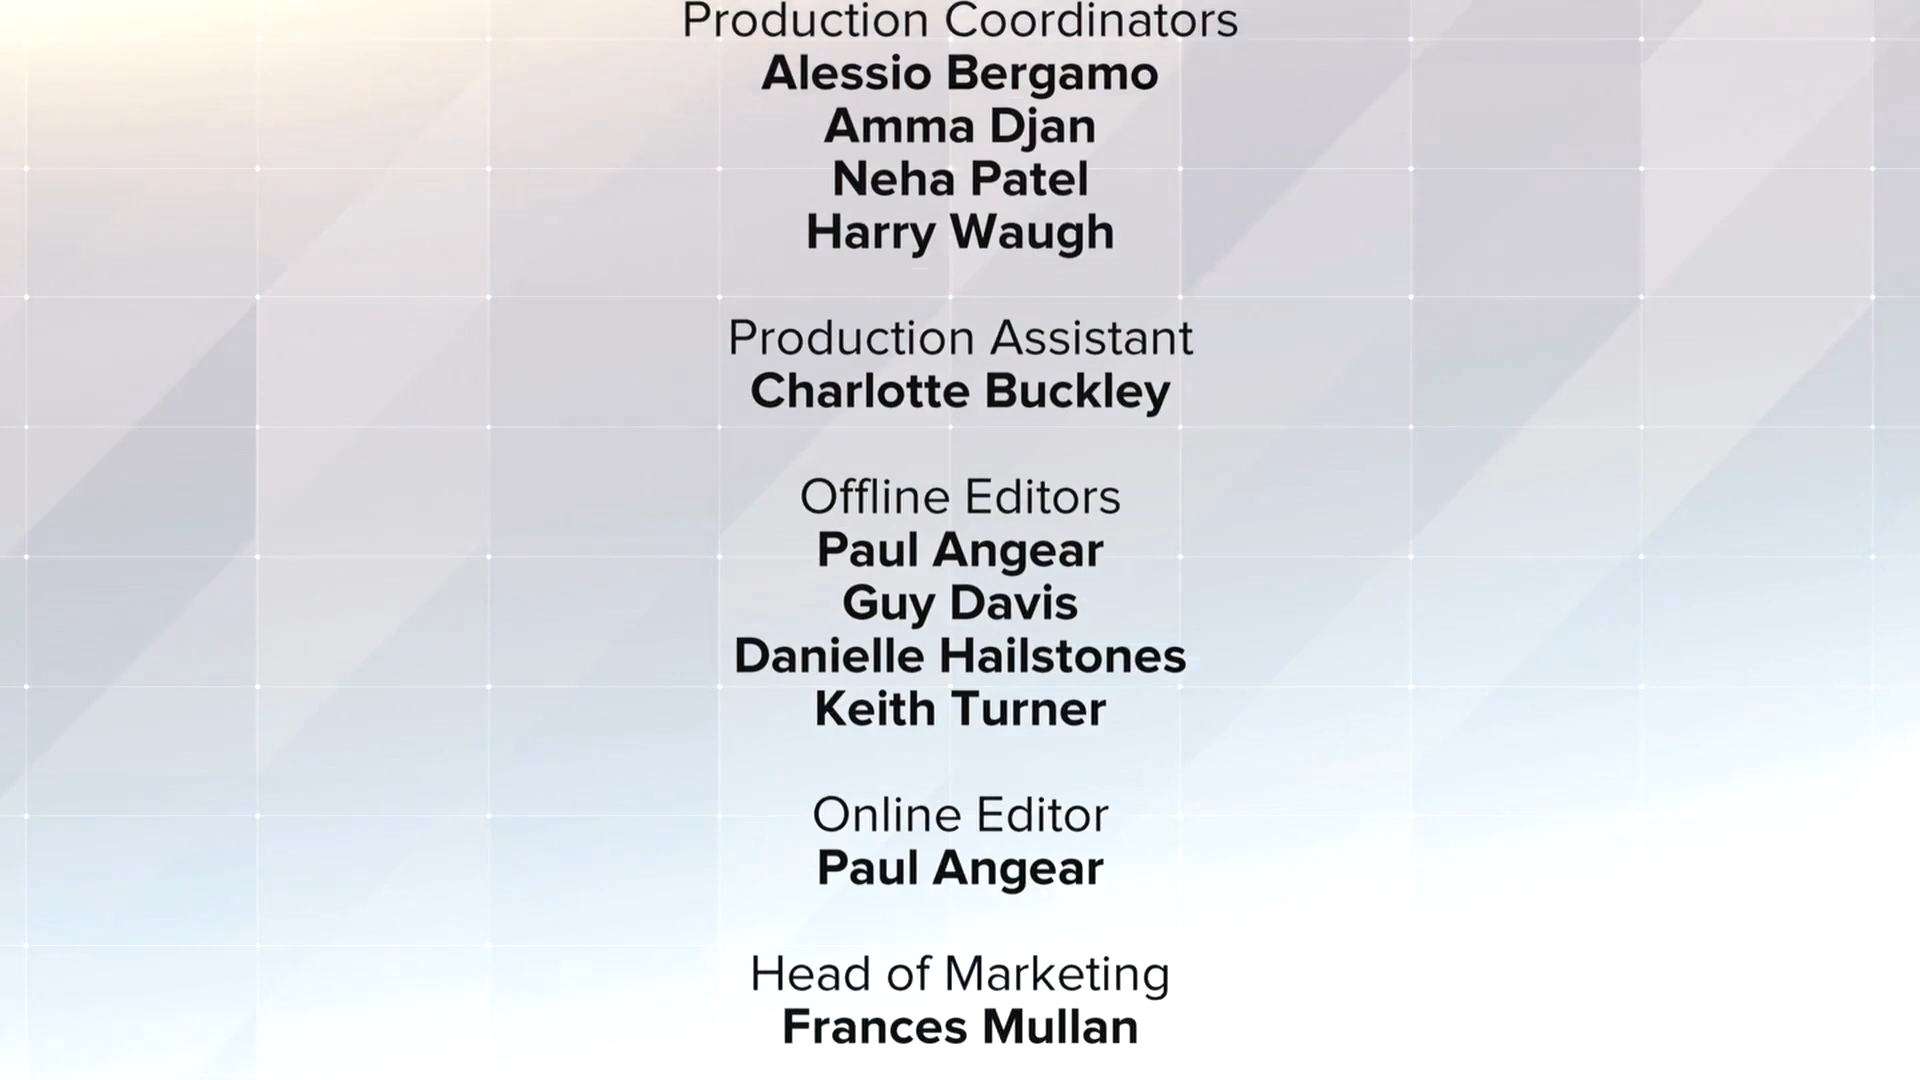 Production Coordinators
Alessio Bergamo
Amma Djan
Neha Patel
Harry Waugh
Production Assistant
Charlotte Buckley
Offline Editors
Paul Angear
Guy Davis
Danielle Hailstones
Keith Turner
Online Editor
Paul Angear
Head of Marketing
Frances Mullan